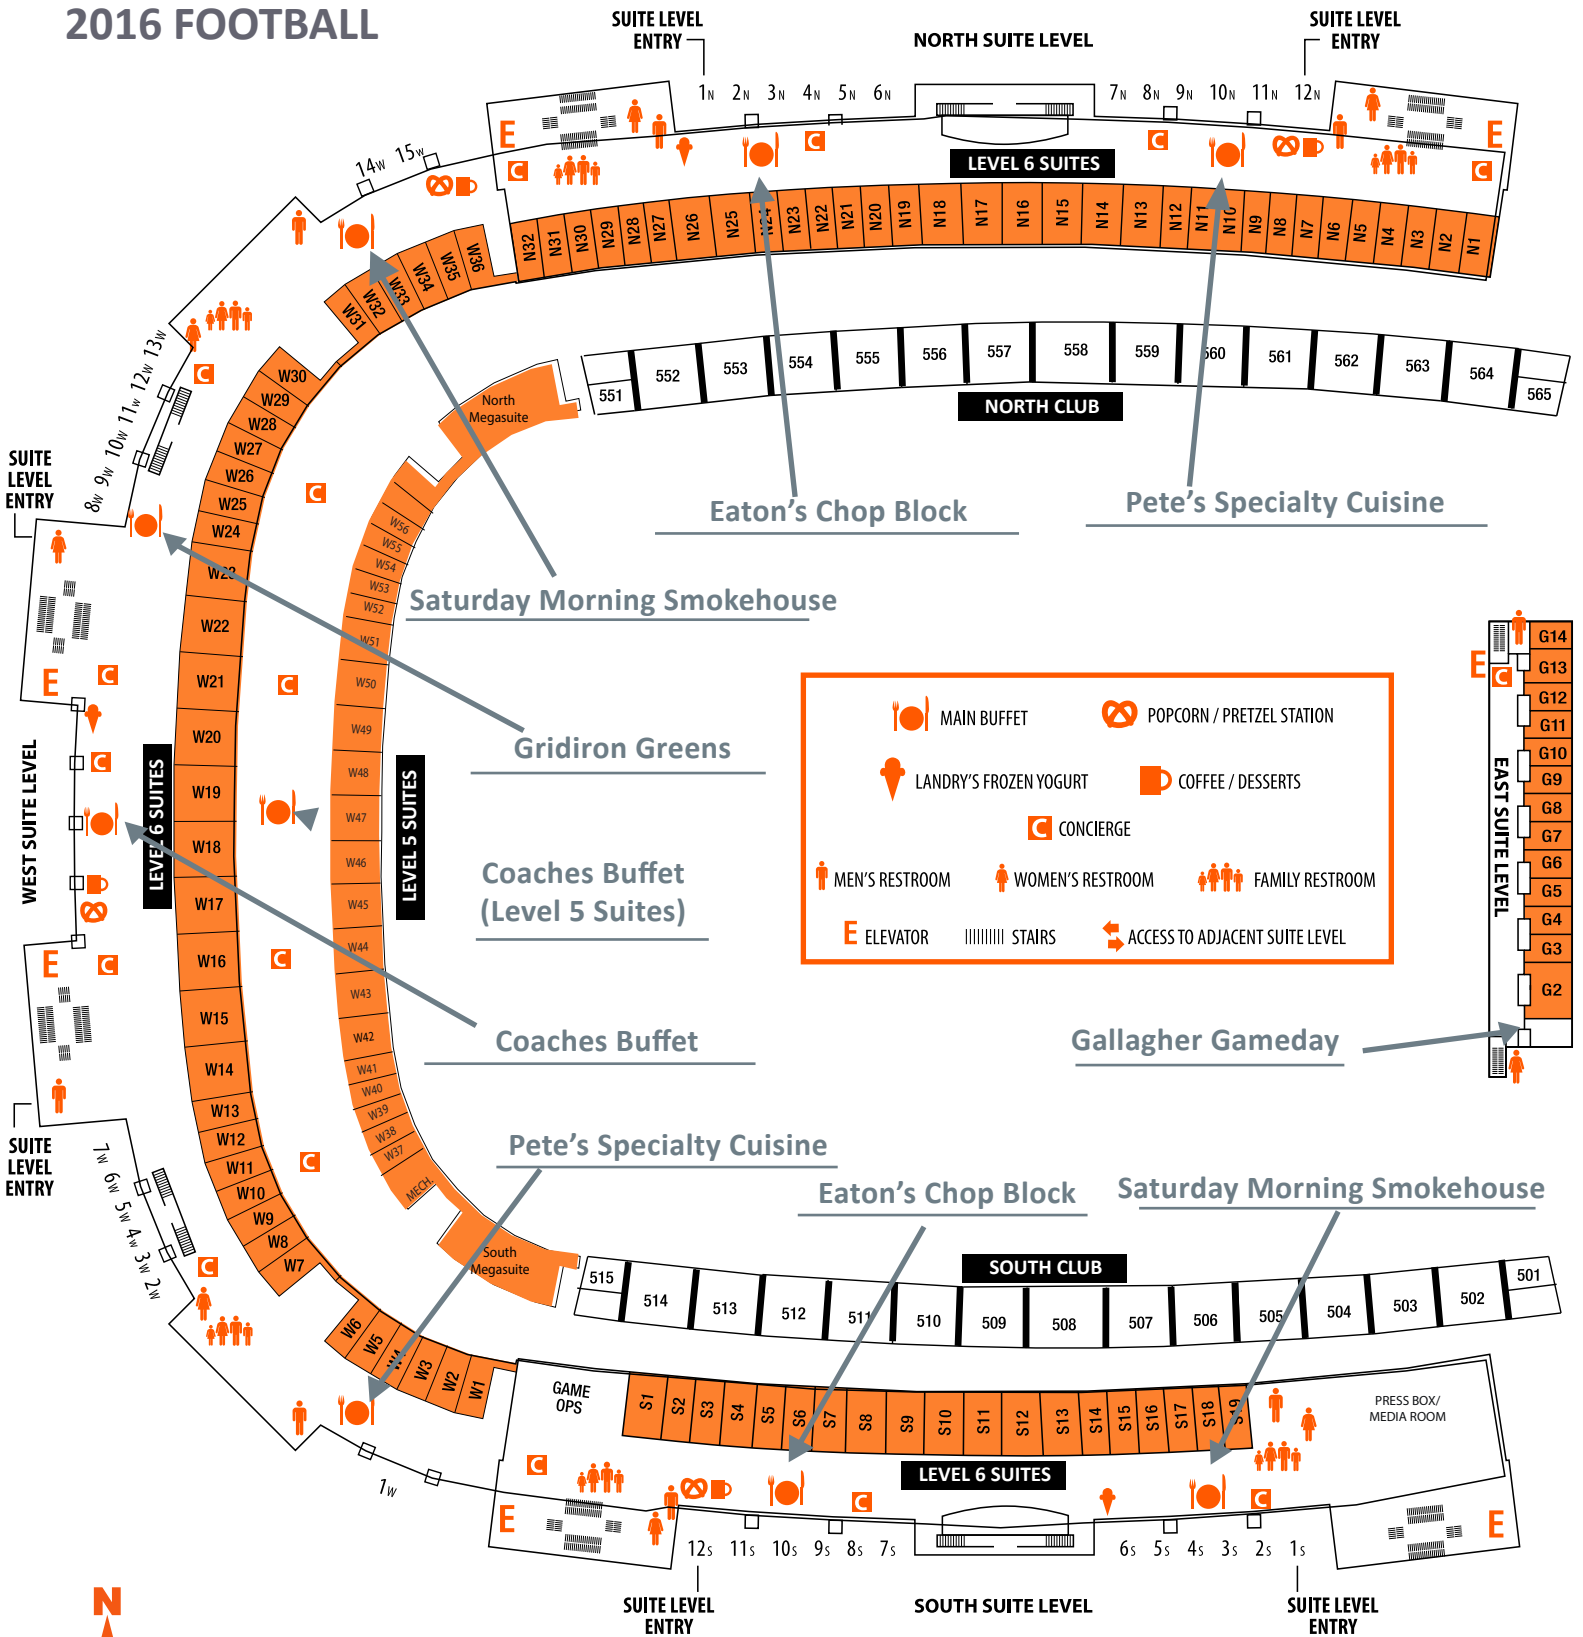 2016 FOOTBALL
SUITE LEVEL
ENTRY
NORTH SUITE LEVEL
SUITE LEVEL
ENTRY
1N 2N 3N 4N 5N 6N
7N 8N 9N 10N 11N 12N
E
E
14W 15W
C
C
C
C
LEVEL 6 SUITES
N32 N31 N30 N29 N28 N27 N26 N25 N24 N23 N22 N21 N20 N19 N18 N17 N16 N15 N14 N13 N12 N11 N10 N9 N8 N7 N6 N5 N4 N3 N2 N1
W31 W32 W33 W34 W35 W36
551 552 553 554 555 556 557 558 559 560 561 562 563 564 565
NORTH CLUB
North
Megasuite
8W 9W 10W 11W 12W 13W
C
SUITE
LEVEL
ENTRY
W30
W29
W28
W27
W26
W25
W24
W23
W22
W21
W20
W19
W18
W17
W16
W15
W14
W13
W12
W11
W10
W9
W8
W7
C
Eaton's Chop Block
Pete's Specialty Cuisine
W56
W55
W54
W53
W52
W51
W50
W49
W48
W47
W46
W45
W44
W43
W42
W41
W40
W39
W38
W37
MECH.
Saturday Morning Smokehouse
E
C
C
Gridiron Greens
C
WEST SUITE LEVEL
LEVEL 6 SUITES
LEVEL 5 SUITES
Coaches Buffet
(Level 5 Suites)
E
C
C
Coaches Buffet
MAIN BUFFET
POPCORN / PRETZEL STATION
LANDRY'S FROZEN YOGURT
COFFEE / DESSERTS
C CONCIERGE
MEN'S RESTROOM
WOMEN'S RESTROOM
FAMILY RESTROOM
E ELEVATOR
STAIRS
ACCESS TO ADJACENT SUITE LEVEL
E
C
G14
G13
G12
G11
G10
G9
G8
G7
G6
G5
G4
G3
G2
EAST SUITE LEVEL
Gallagher Gameday
SUITE
LEVEL
ENTRY
7W 6W 5W 4W 3W 2W
C
C
Pete's Specialty Cuisine
Eaton's Chop Block
Saturday Morning Smokehouse
South
Megasuite
SOUTH CLUB
515 514 513 512 511 510 509 508 507 506 505 504 503 502 501
W6 W5 W4 W3 W2 W1
GAME
OPS
S1 S2 S3 S4 S5 S6 S7 S8 S9 S10 S11 S12 S13 S14 S15 S16 S17 S18 S19
PRESS BOX/
MEDIA ROOM
C
LEVEL 6 SUITES
C
C
1W
E
E
12S 11S 10S 9S 8S 7S
6S 5S 4S 3S 2S 1S
SUITE LEVEL
ENTRY
SOUTH SUITE LEVEL
SUITE LEVEL
ENTRY
N